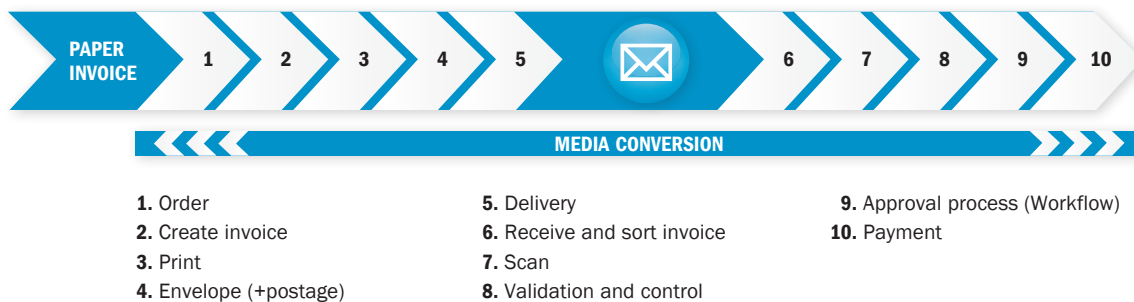 PAPER
INVOICE
1 2 3 4 5 6 7 8 9 10
MEDIA CONVERSION
1. Order
2. Create invoice
3. Print
4. Envelope (+postage)
5. Delivery
6. Receive and sort invoice
7. Scan
8. Validation and control
9. Approval process (Workflow)
10. Payment